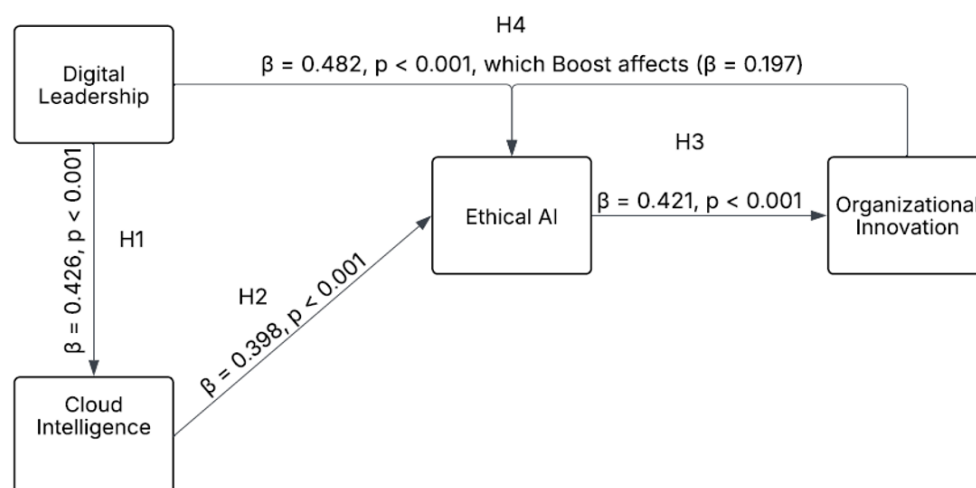 H4
β = 0.482, p < 0.001, which Boost affects (β = 0.197)
Digital
Leadership
H3
β = 0.426, p < 0.001
H1
Ethical AI
β = 0.421, p < 0.001
Organizational
Innovation
H2
β = 0.398, p < 0.001
Cloud
Intelligence